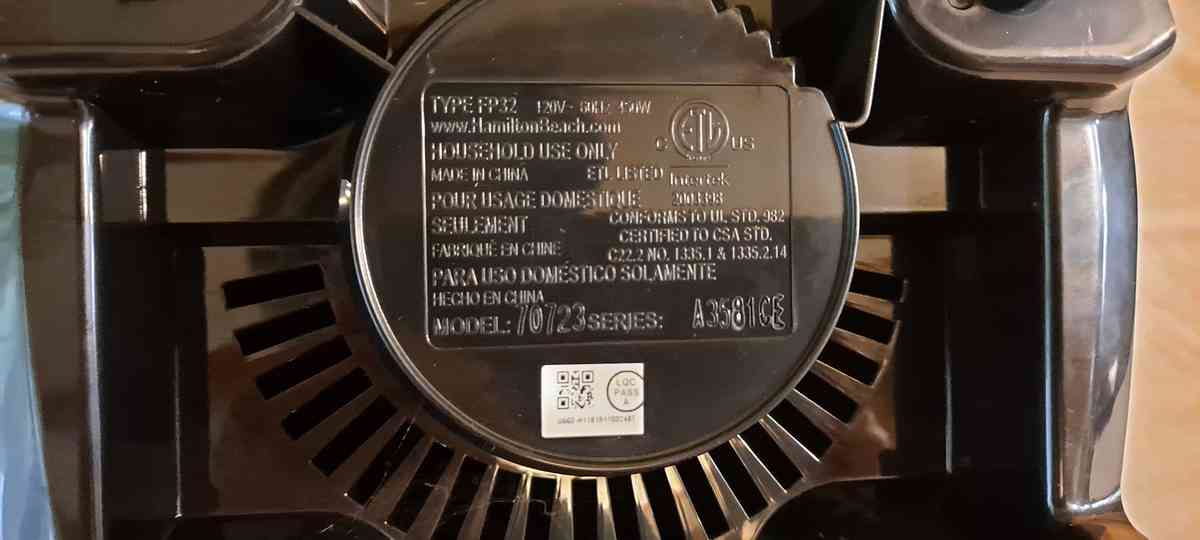 TYPE FP32 120V~ 60Hz 450W
www.HamiltonBeach.com
HOUSEHOLD USE ONLY
C ETL US
MADE IN CHINA ETL LISTED Intertek
POUR USAGE DOMESTIQUE
SEULEMENT
CONFORMS TO UL STD. 982
CERTIFIED TO CSA STD.
FABRIQUÉ EN CHINE
C22.2 NO. 1335.1 & 1335.2.14
PARA USO DOMÉSTICO SOLAMENTE
HECHO EN CHINA
MODEL: 70723 SERIES: A3581CE
LQC
PASS
A